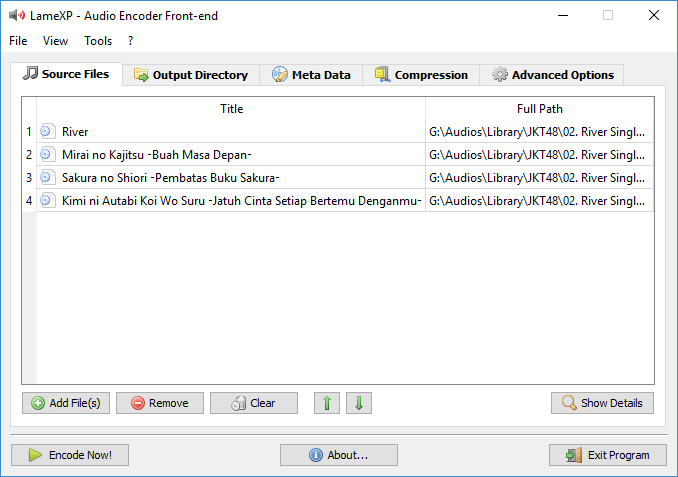 LameXP - Audio Encoder Front-end
File View Tools ?
Source Files Output Directory Meta Data Compression Advanced Options
Title Full Path
1 River G:\Audios\Library\JKT48\02. River Singl...
2 Mirai no Kajitsu -Buah Masa Depan- G:\Audios\Library\JKT48\02. River Singl...
3 Sakura no Shiori -Pembatas Buku Sakura- G:\Audios\Library\JKT48\02. River Singl...
4 Kimi ni Autabi Koi Wo Suru -Jatuh Cinta Setiap Bertemu Denganmu- G:\Audios\Library\JKT48\02. River Singl...
Add File(s) Remove Clear Show Details
Encode Now! About... Exit Program